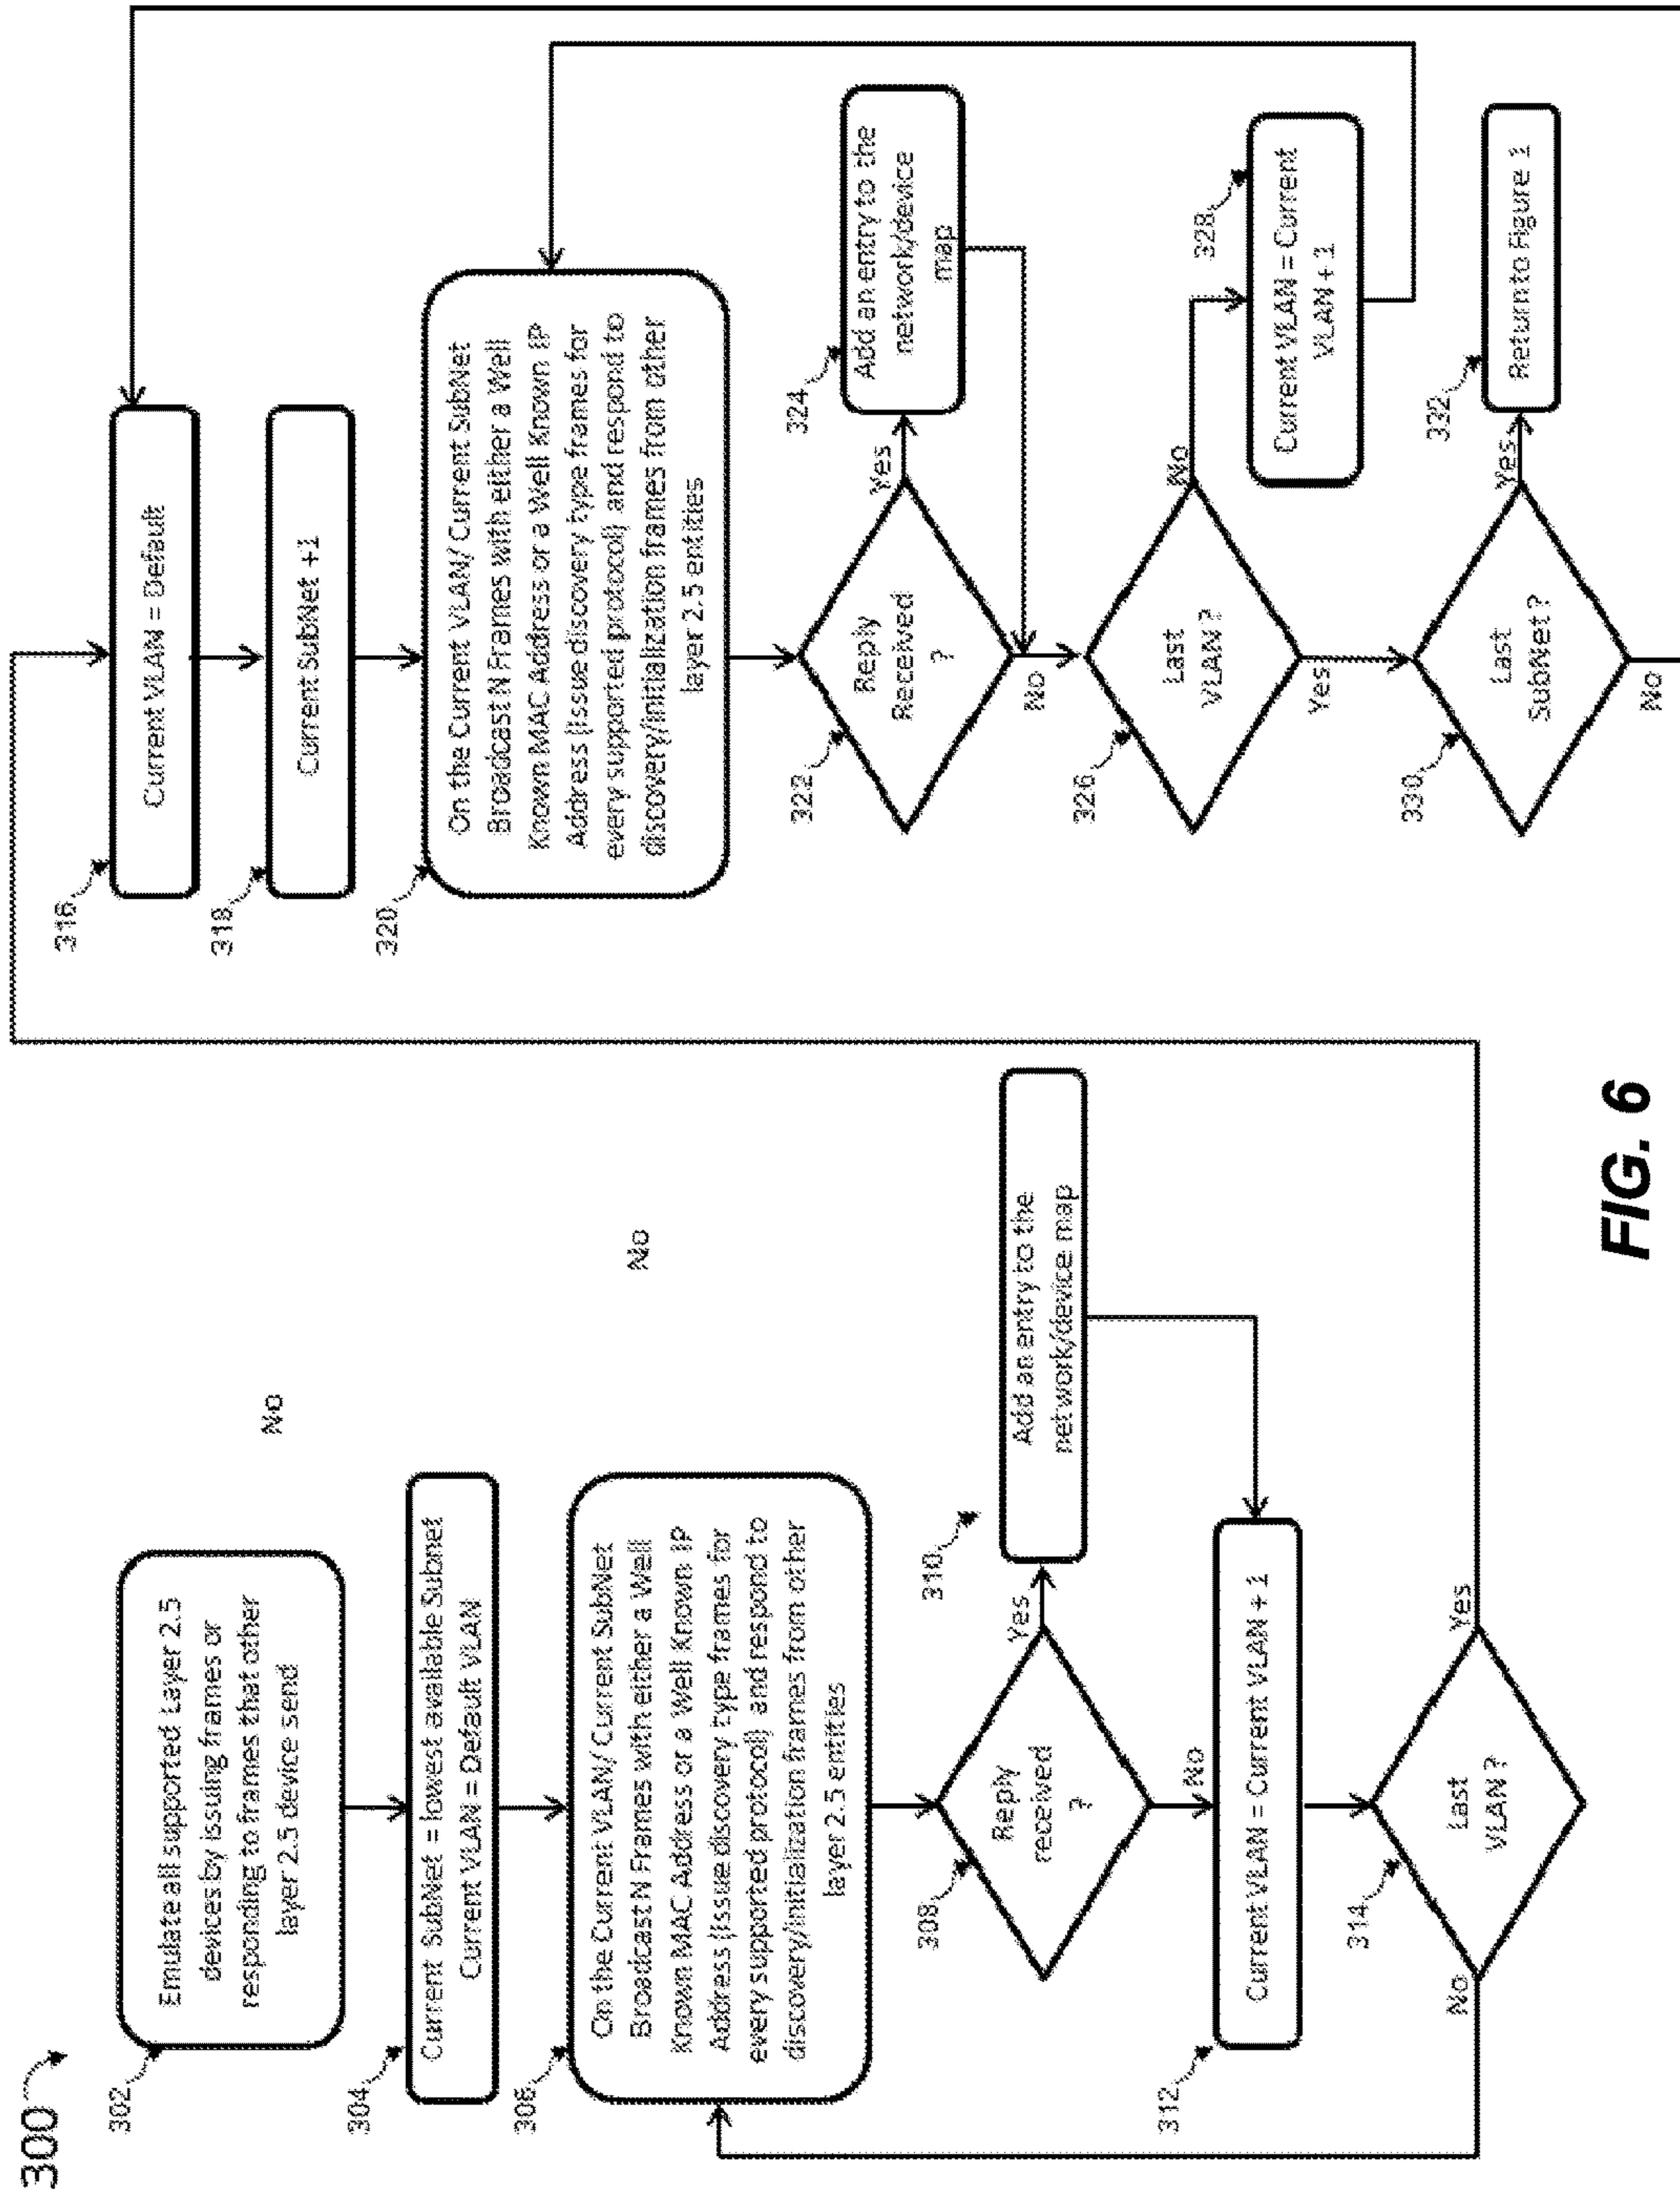 300
302
Emulate all supported Layer 2.5
devices by issuing frames or
responding to frames that other
layer 2.5 device send
No
304
Current SubNet = lowest available Subnet
Current VLAN = Default VLAN
306
On the Current VLAN/ Current SubNet
Broadcast N Frames with either a Well
Known MAC Address or a Well Known IP
Address (Issue discovery type frames for
every supported protocol) and respond to
discovery/initialization frames from other
layer 2.5 entities
No
308
Reply
received
?
Yes
No
310
Add an entry to the
network/device map
312
Current VLAN = Current VLAN + 1
314
Last
VLAN?
No
Yes
316
Current VLAN = Default
318
Current SubNet +1
320
On the Current VLAN/ Current SubNet
Broadcast N Frames with either a Well
Known MAC Address or a Well Known IP
Address (Issue discovery type frames for
every supported protocol) and respond to
discovery/initialization frames from other
layer 2.5 entities
322
Reply
Received
?
Yes
No
324
Add an entry to the
network/device
map
326
Last
VLAN?
No
Yes
328
Current VLAN = Current
VLAN + 1
330
Last
SubNet?
Yes
No
332
Return to Figure 1
FIG. 6